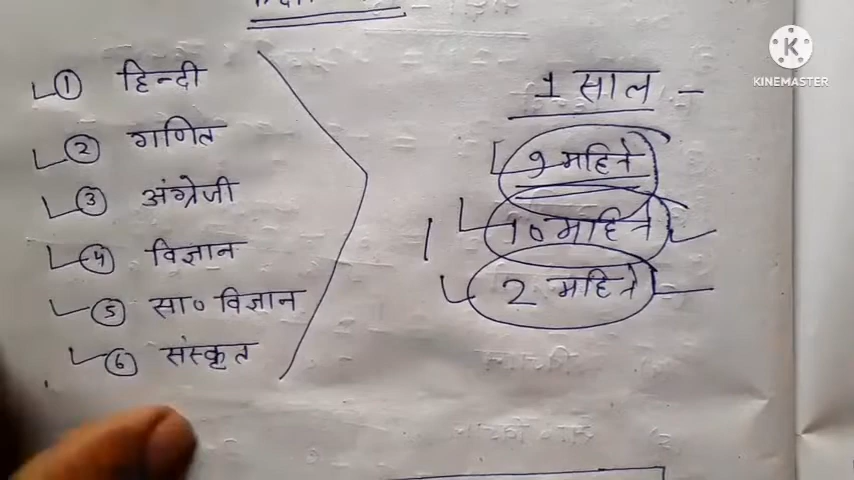 ① हिन्दी
② गणित
③ अंग्रेजी
④ विज्ञान
⑤ सा० विज्ञान
⑥ संस्कृत
1 साल -
9 महिने
10 महिने
2 महिने
K
KINEMASTER